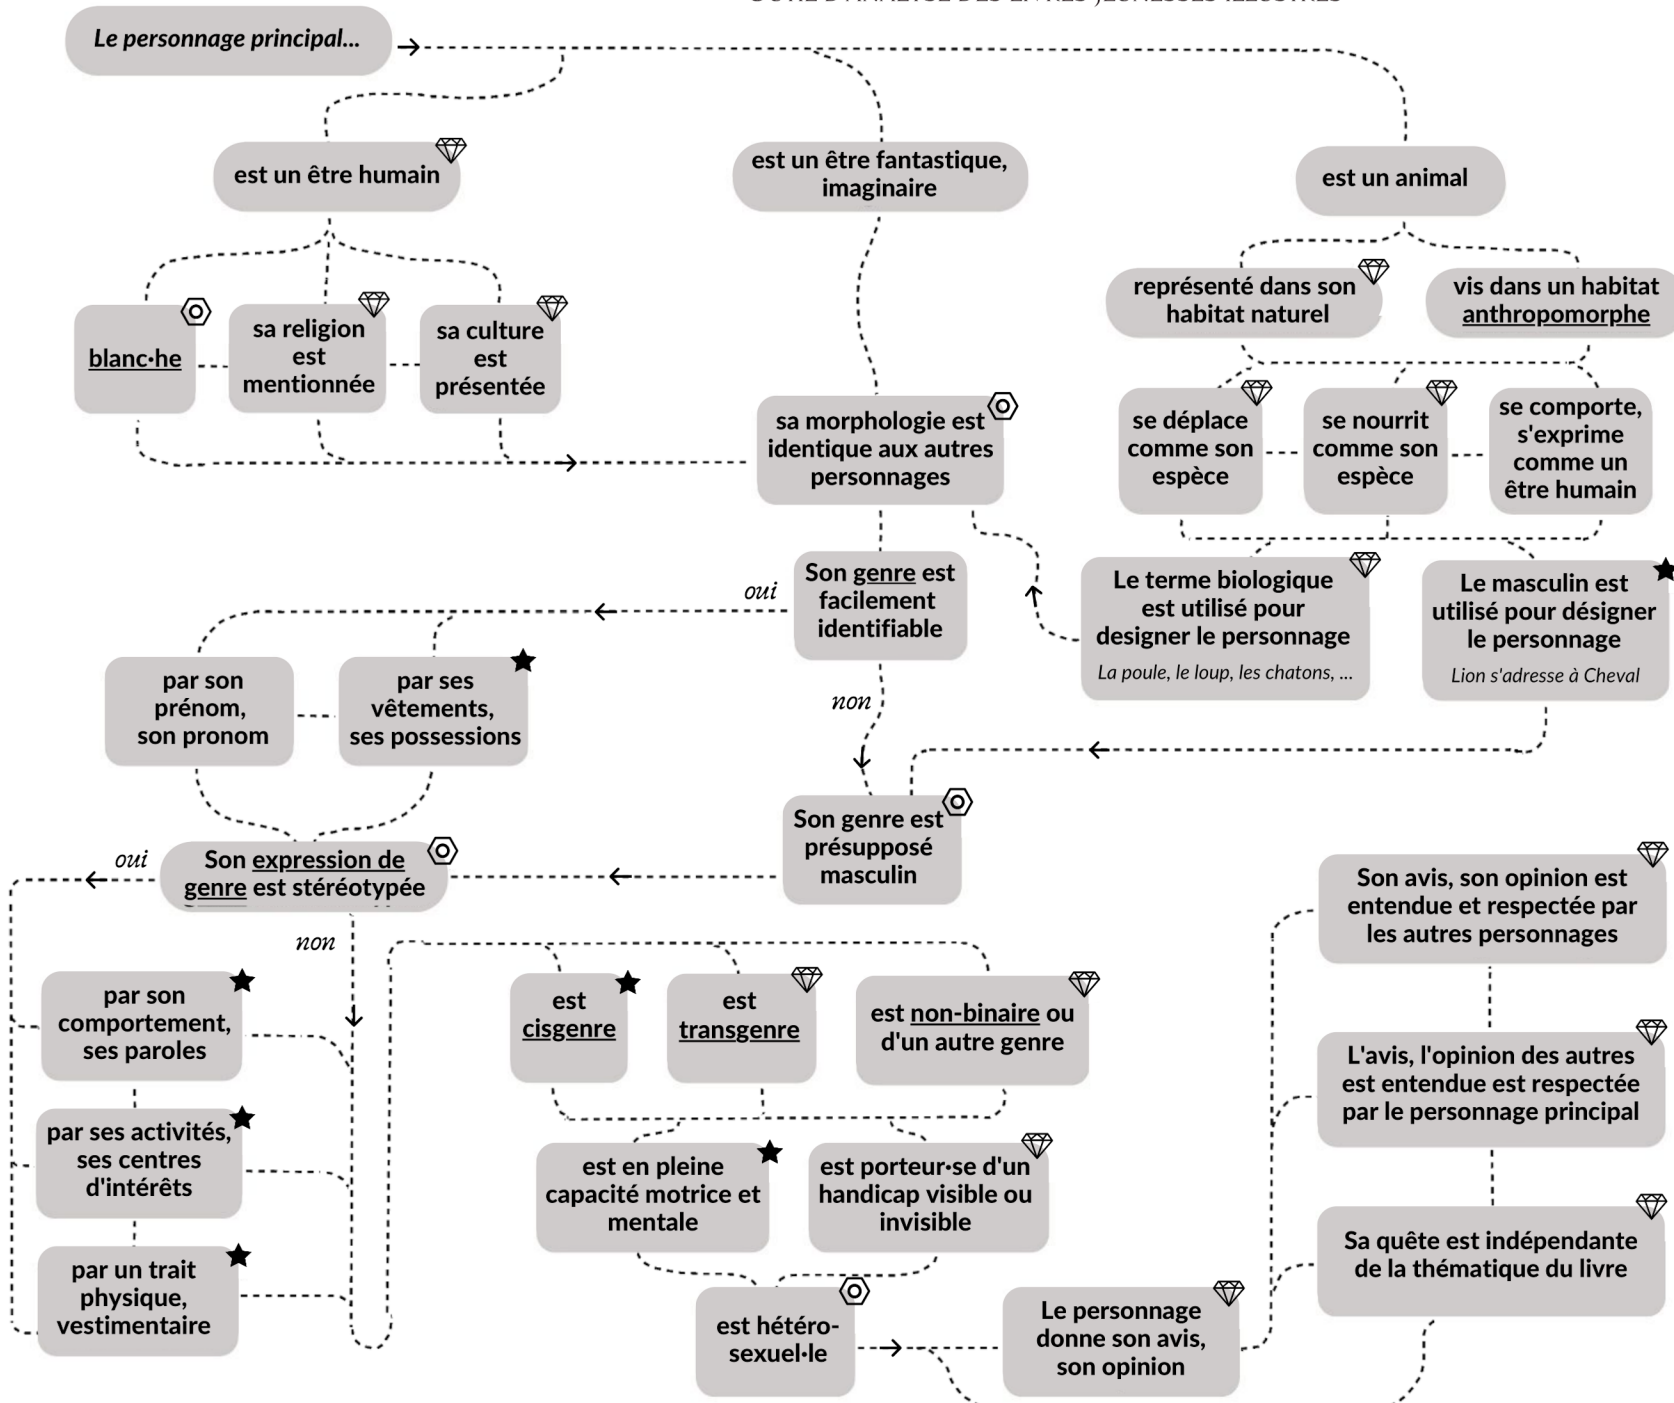 OUTIL D'ANALYSE DES LIVRES JEUNESSES ILLUSTRÉS
Le personnage principal...
est un être humain
est un être fantastique,
imaginaire
est un animal
blanc·he
sa religion
est
mentionnée
sa culture
est
présentée
représenté dans son
habitat naturel
vis dans un habitat
anthropomorphe
sa morphologie est
identique aux autres
personnages
se déplace
comme son
espèce
se nourrit
comme son
espèce
se comporte,
s'exprime
comme un
être humain
Son genre est
facilement
identifiable
oui
non
Le terme biologique
est utilisé pour
designer le personnage
La poule, le loup, les chatons, ...
Le masculin est
utilisé pour désigner
le personnage
Lion s'adresse à Cheval
par son
prénom,
son pronom
par ses
vêtements,
ses possessions
Son genre est
présupposé
masculin
Son expression de
genre est stéréotypée
oui
non
par son
comportement,
ses paroles
par ses activités,
ses centres
d'intérêts
par un trait
physique,
vestimentaire
est
cisgenre
est
transgenre
est non-binaire ou
d'un autre genre
est en pleine
capacité motrice et
mentale
est porteur·se d'un
handicap visible ou
invisible
est hétéro-
sexuel·le
Le personnage
donne son avis,
son opinion
Son avis, son opinion est
entendue et respectée par
les autres personnages
L'avis, l'opinion des autres
est entendue est respectée
par le personnage principal
Sa quête est indépendante
de la thématique du livre